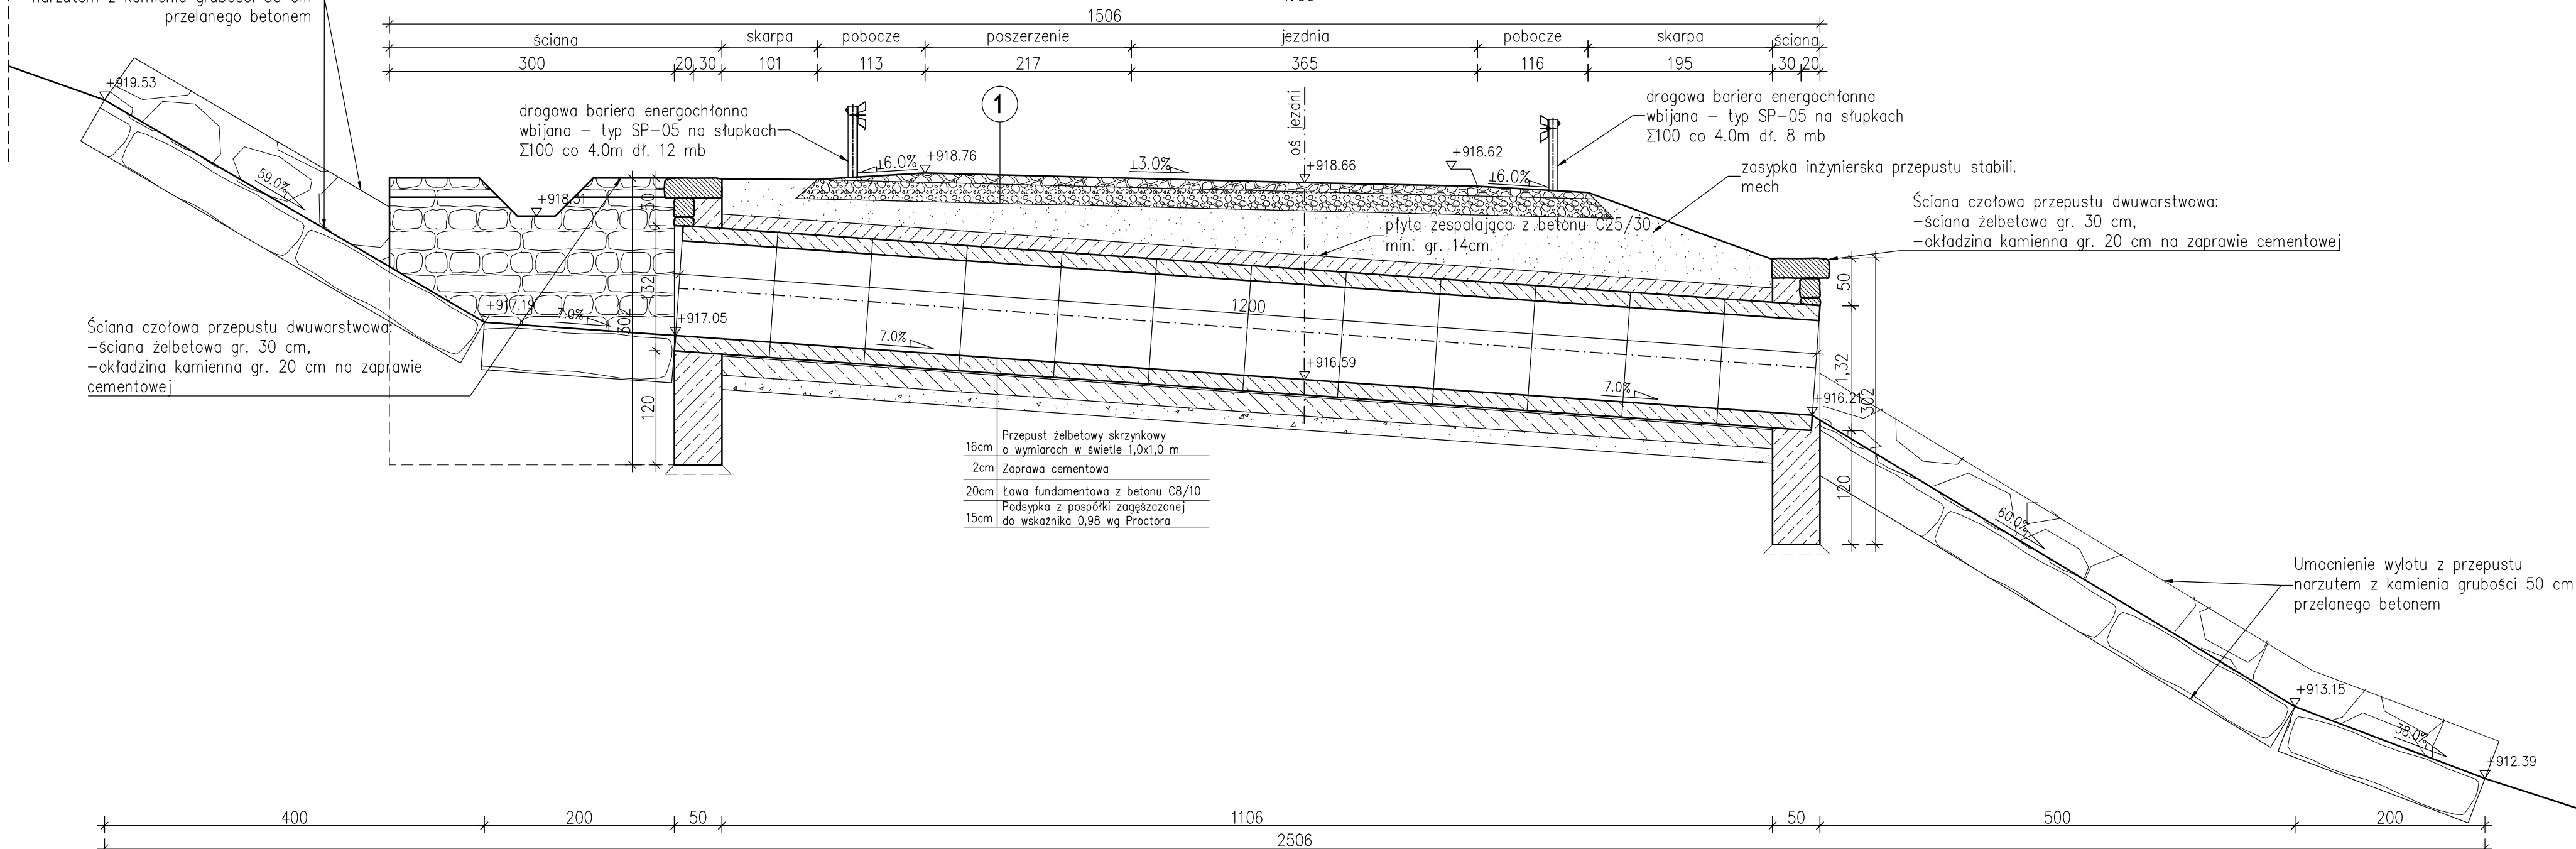 przelanego betonem
1506
ściana
skarpa
pobocze
poszerzenie
jezdnia
pobocze
skarpa
ściana
300
20
30
101
113
217
365
116
195
30
20
+919.53
59.0%
drogowa bariera energochłonna
wbijana – typ SP–05 na słupkach
Σ100 co 4.0m dł. 12 mb
1
oś jezdni
drogowa bariera energochłonna
wbijana – typ SP–05 na słupkach
Σ100 co 4.0m dł. 8 mb
6.0%
+918.76
3.0%
+918.66
+918.62
6.0%
zasypka inżynierska przepustu stabili.
mech
Ściana czołowa przepustu dwuwarstwowa:
–ściana żelbetowa gr. 30 cm,
–okładzina kamienna gr. 20 cm na zaprawie cementowej
+918.31
50
płyta zespalająca z betonu C25/30
min. gr. 14cm
132
302
120
+917.19
7.0%
+917.05
7.0%
1200
+916.59
7.0%
+916.21
50
1,32
302
120
Ściana czołowa przepustu dwuwarstwowa:
–ściana żelbetowa gr. 30 cm,
–okładzina kamienna gr. 20 cm na zaprawie
cementowej
16cm Przepust żelbetowy skrzynkowy
o wymiarach w świetle 1,0x1,0 m
2cm Zaprawa cementowa
20cm Ława fundamentowa z betonu C8/10
15cm Podsypka z pospółki zagęszczonej
do wskaźnika 0,98 wg Proctora
60.0%
Umocnienie wylotu z przepustu
narzutem z kamienia grubości 50 cm
przelanego betonem
+913.15
38.0%
+912.39
400
200
50
1106
50
500
200
2506